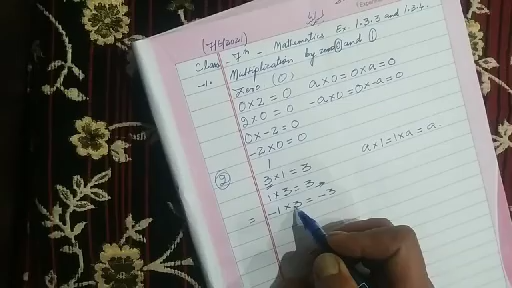 (7/5/2021)
Class - 7th - Mathematics Ex 1.3.3 and 1.3.4.
Multiplication by zero and 1
Zero (0)
0×2 = 0 a×0 = 0×a = 0
2×0 = 0 -a×0 = 0×-a = 0
0×-2 = 0
-2×0 = 0
1
② 3×1 = 3 a×1 = 1×a = a
1×3 = 3
= -1×3 = -3